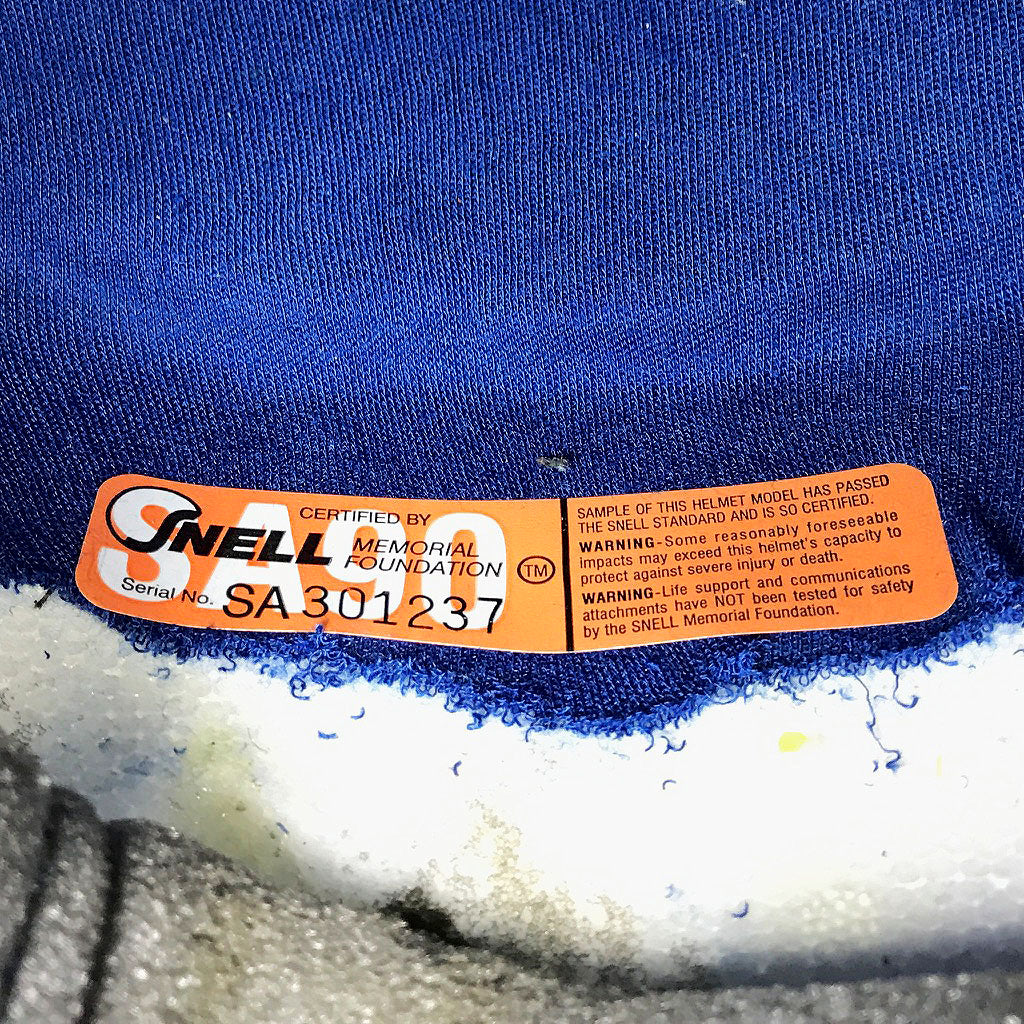 SA90
CERTIFIED BY
SNELL
MEMORIAL
FOUNDATION
TM
Serial No. SA301237
SAMPLE OF THIS HELMET MODEL HAS PASSED
THE SNELL STANDARD AND IS SO CERTIFIED.
WARNING-Some reasonably foreseeable
impacts may exceed this helmet's capacity to
protect against severe injury or death.
WARNING-Life support and communications
attachments have NOT been tested for safety
by the SNELL Memorial Foundation.